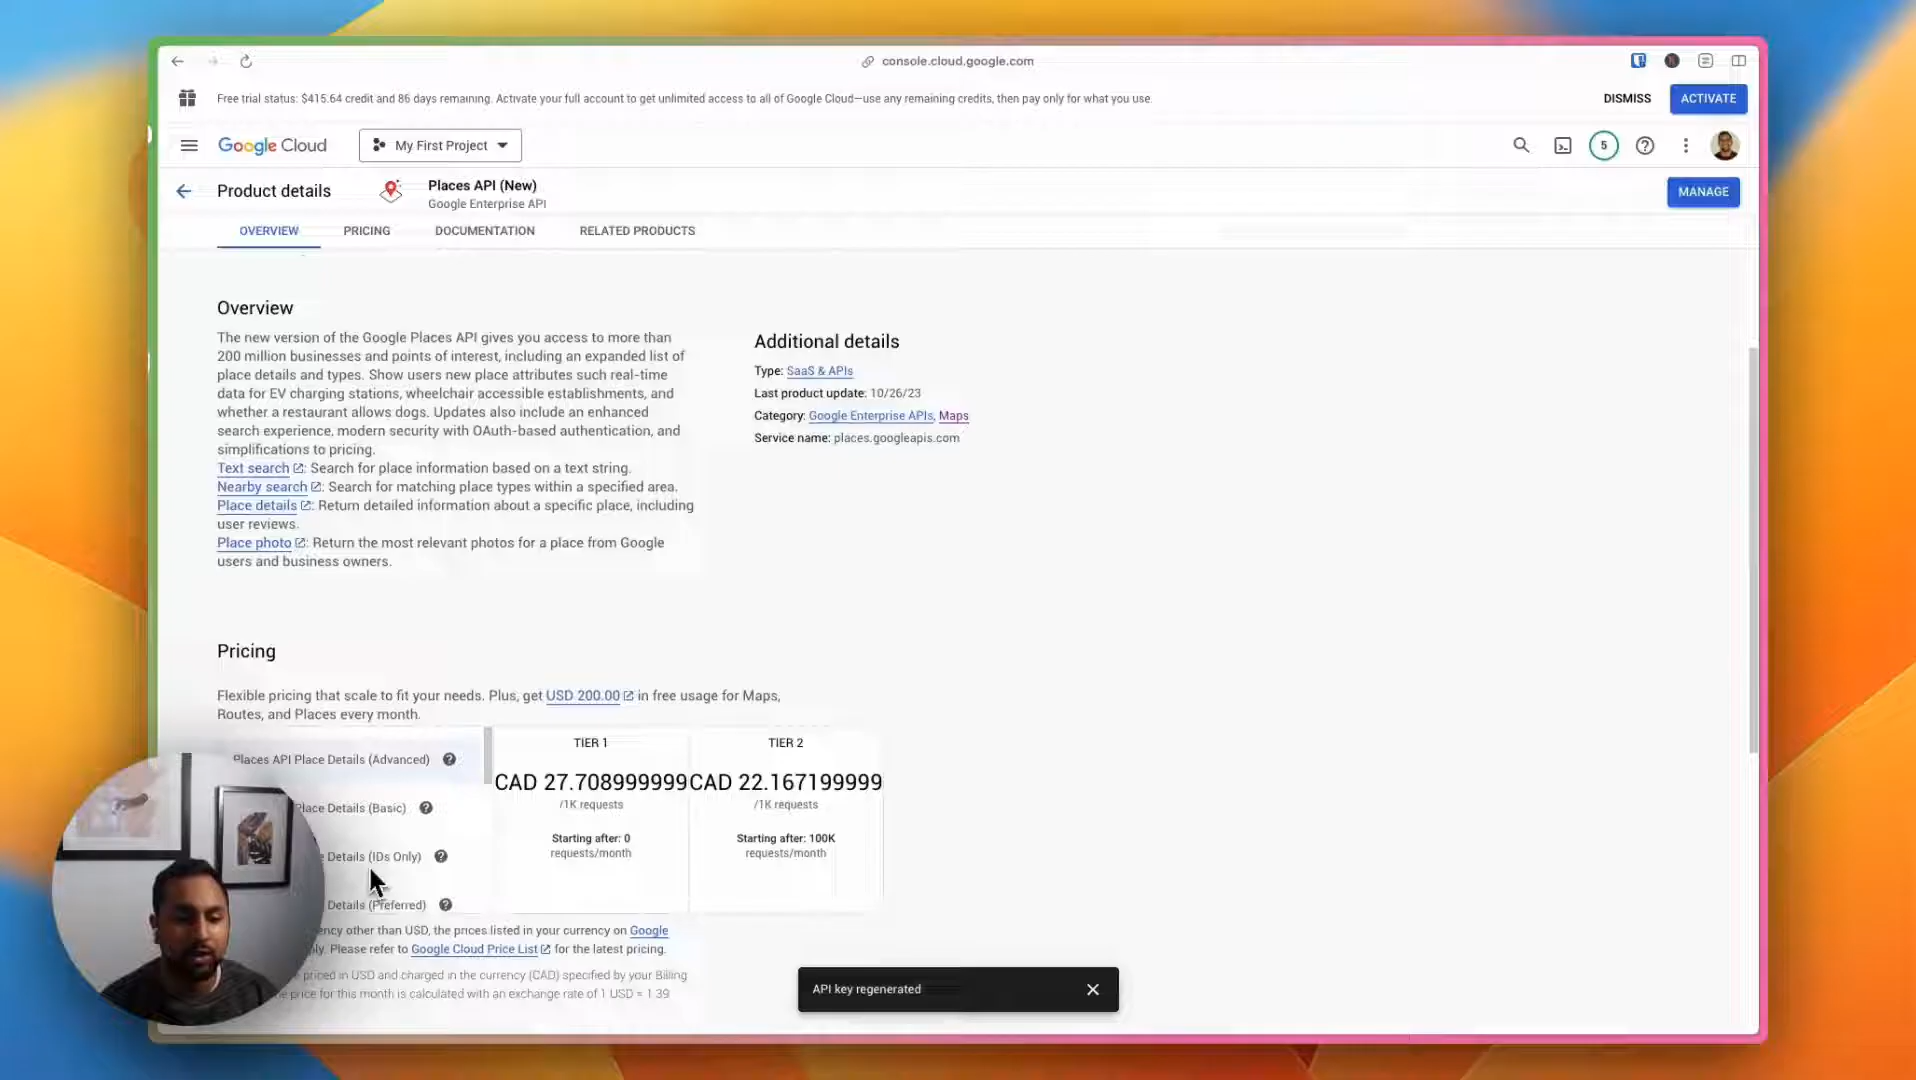 console.cloud.google.com
Free trial status: $415.64 credit and 86 days remaining. Activate your full account to get unlimited access to all of Google Cloud—use any remaining credits, then pay only for what you use.
DISMISS
ACTIVATE
Google Cloud
My First Project
5
Product details
Places API (New)
Google Enterprise API
MANAGE
OVERVIEW
PRICING
DOCUMENTATION
RELATED PRODUCTS
Overview
The new version of the Google Places API gives you access to more than
200 million businesses and points of interest, including an expanded list of
place details and types. Show users new place attributes such real-time
data for EV charging stations, wheelchair accessible establishments, and
whether a restaurant allows dogs. Updates also include an enhanced
search experience, modern security with OAuth-based authentication, and
simplifications to pricing.
Text search : Search for place information based on a text string.
Nearby search : Search for matching place types within a specified area.
Place details : Return detailed information about a specific place, including
user reviews.
Place photo : Return the most relevant photos for a place from Google
users and business owners.
Additional details
Type: SaaS & APIs
Last product update: 10/26/23
Category: Google Enterprise APIs, Maps
Service name: places.googleapis.com
Pricing
Flexible pricing that scale to fit your needs. Plus, get USD 200.00 in free usage for Maps,
Routes, and Places every month.
Places API Place Details (Advanced)
Place Details (Basic)
Details (IDs Only)
Details (Preferred)
TIER 1
CAD 27.708999999
/1K requests
Starting after: 0
requests/month
TIER 2
CAD 22.167199999
/1K requests
Starting after: 100K
requests/month
other than USD, the prices listed in your currency on Google
Please refer to Google Cloud Price List for the latest pricing.
priced in USD and charged in the currency (CAD) specified by your Billing
price for this month is calculated with an exchange rate of 1 USD = 1.39
API key regenerated